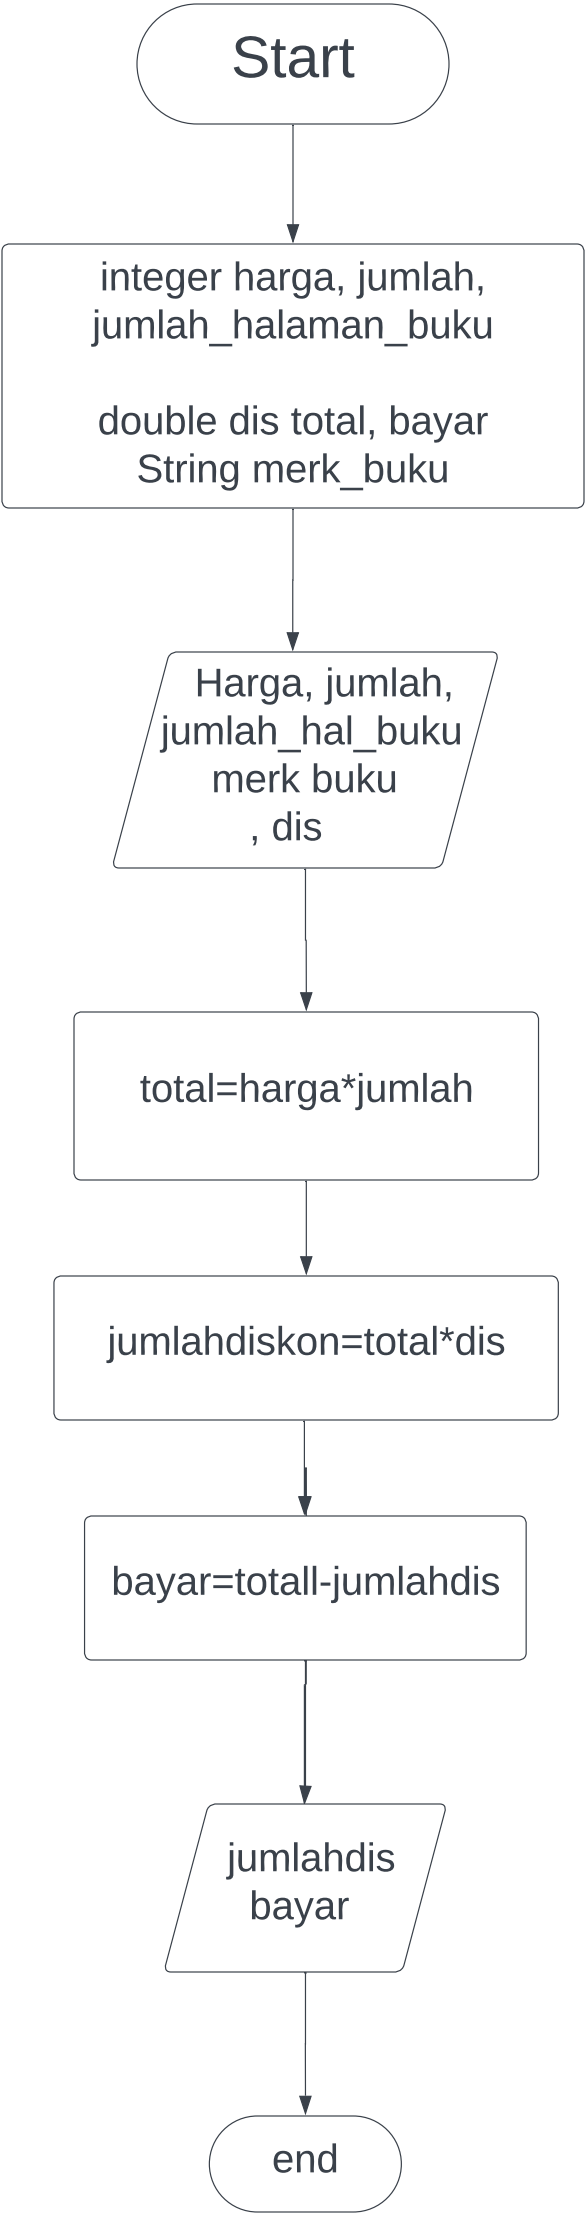 Start
integer harga, jumlah,
jumlah_halaman_buku
double dis total, bayar
String merk_buku
Harga, jumlah,
jumlah_hal_buku
merk buku
, dis
total=harga*jumlah
jumlahdiskon=total*dis
bayar=totall-jumlahdis
jumlahdis
bayar
end